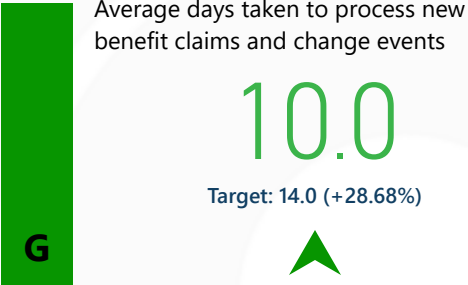 Average days taken to process new
benefit claims and change events
10.0
Target: 14.0 (+28.68%)
G